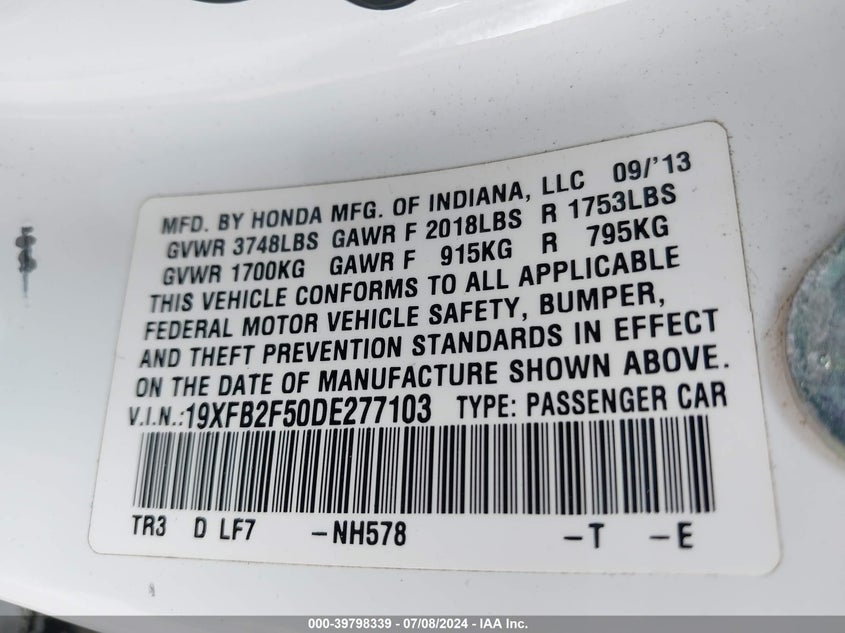 MFD. BY HONDA MFG. OF INDIANA, LLC 09/'13
GVWR 3748LBS GAWR F 2018LBS R 1753LBS
GVWR 1700KG GAWR F 915KG R 795KG
THIS VEHICLE CONFORMS TO ALL APPLICABLE
FEDERAL MOTOR VEHICLE SAFETY, BUMPER,
AND THEFT PREVENTION STANDARDS IN EFFECT
ON THE DATE OF MANUFACTURE SHOWN ABOVE.
V.I.N.:19XFB2F50DE277103 TYPE: PASSENGER CAR
TR3 D LF7 -NH578 -T -E
000-39798339 - 07/08/2024 - IAA Inc.